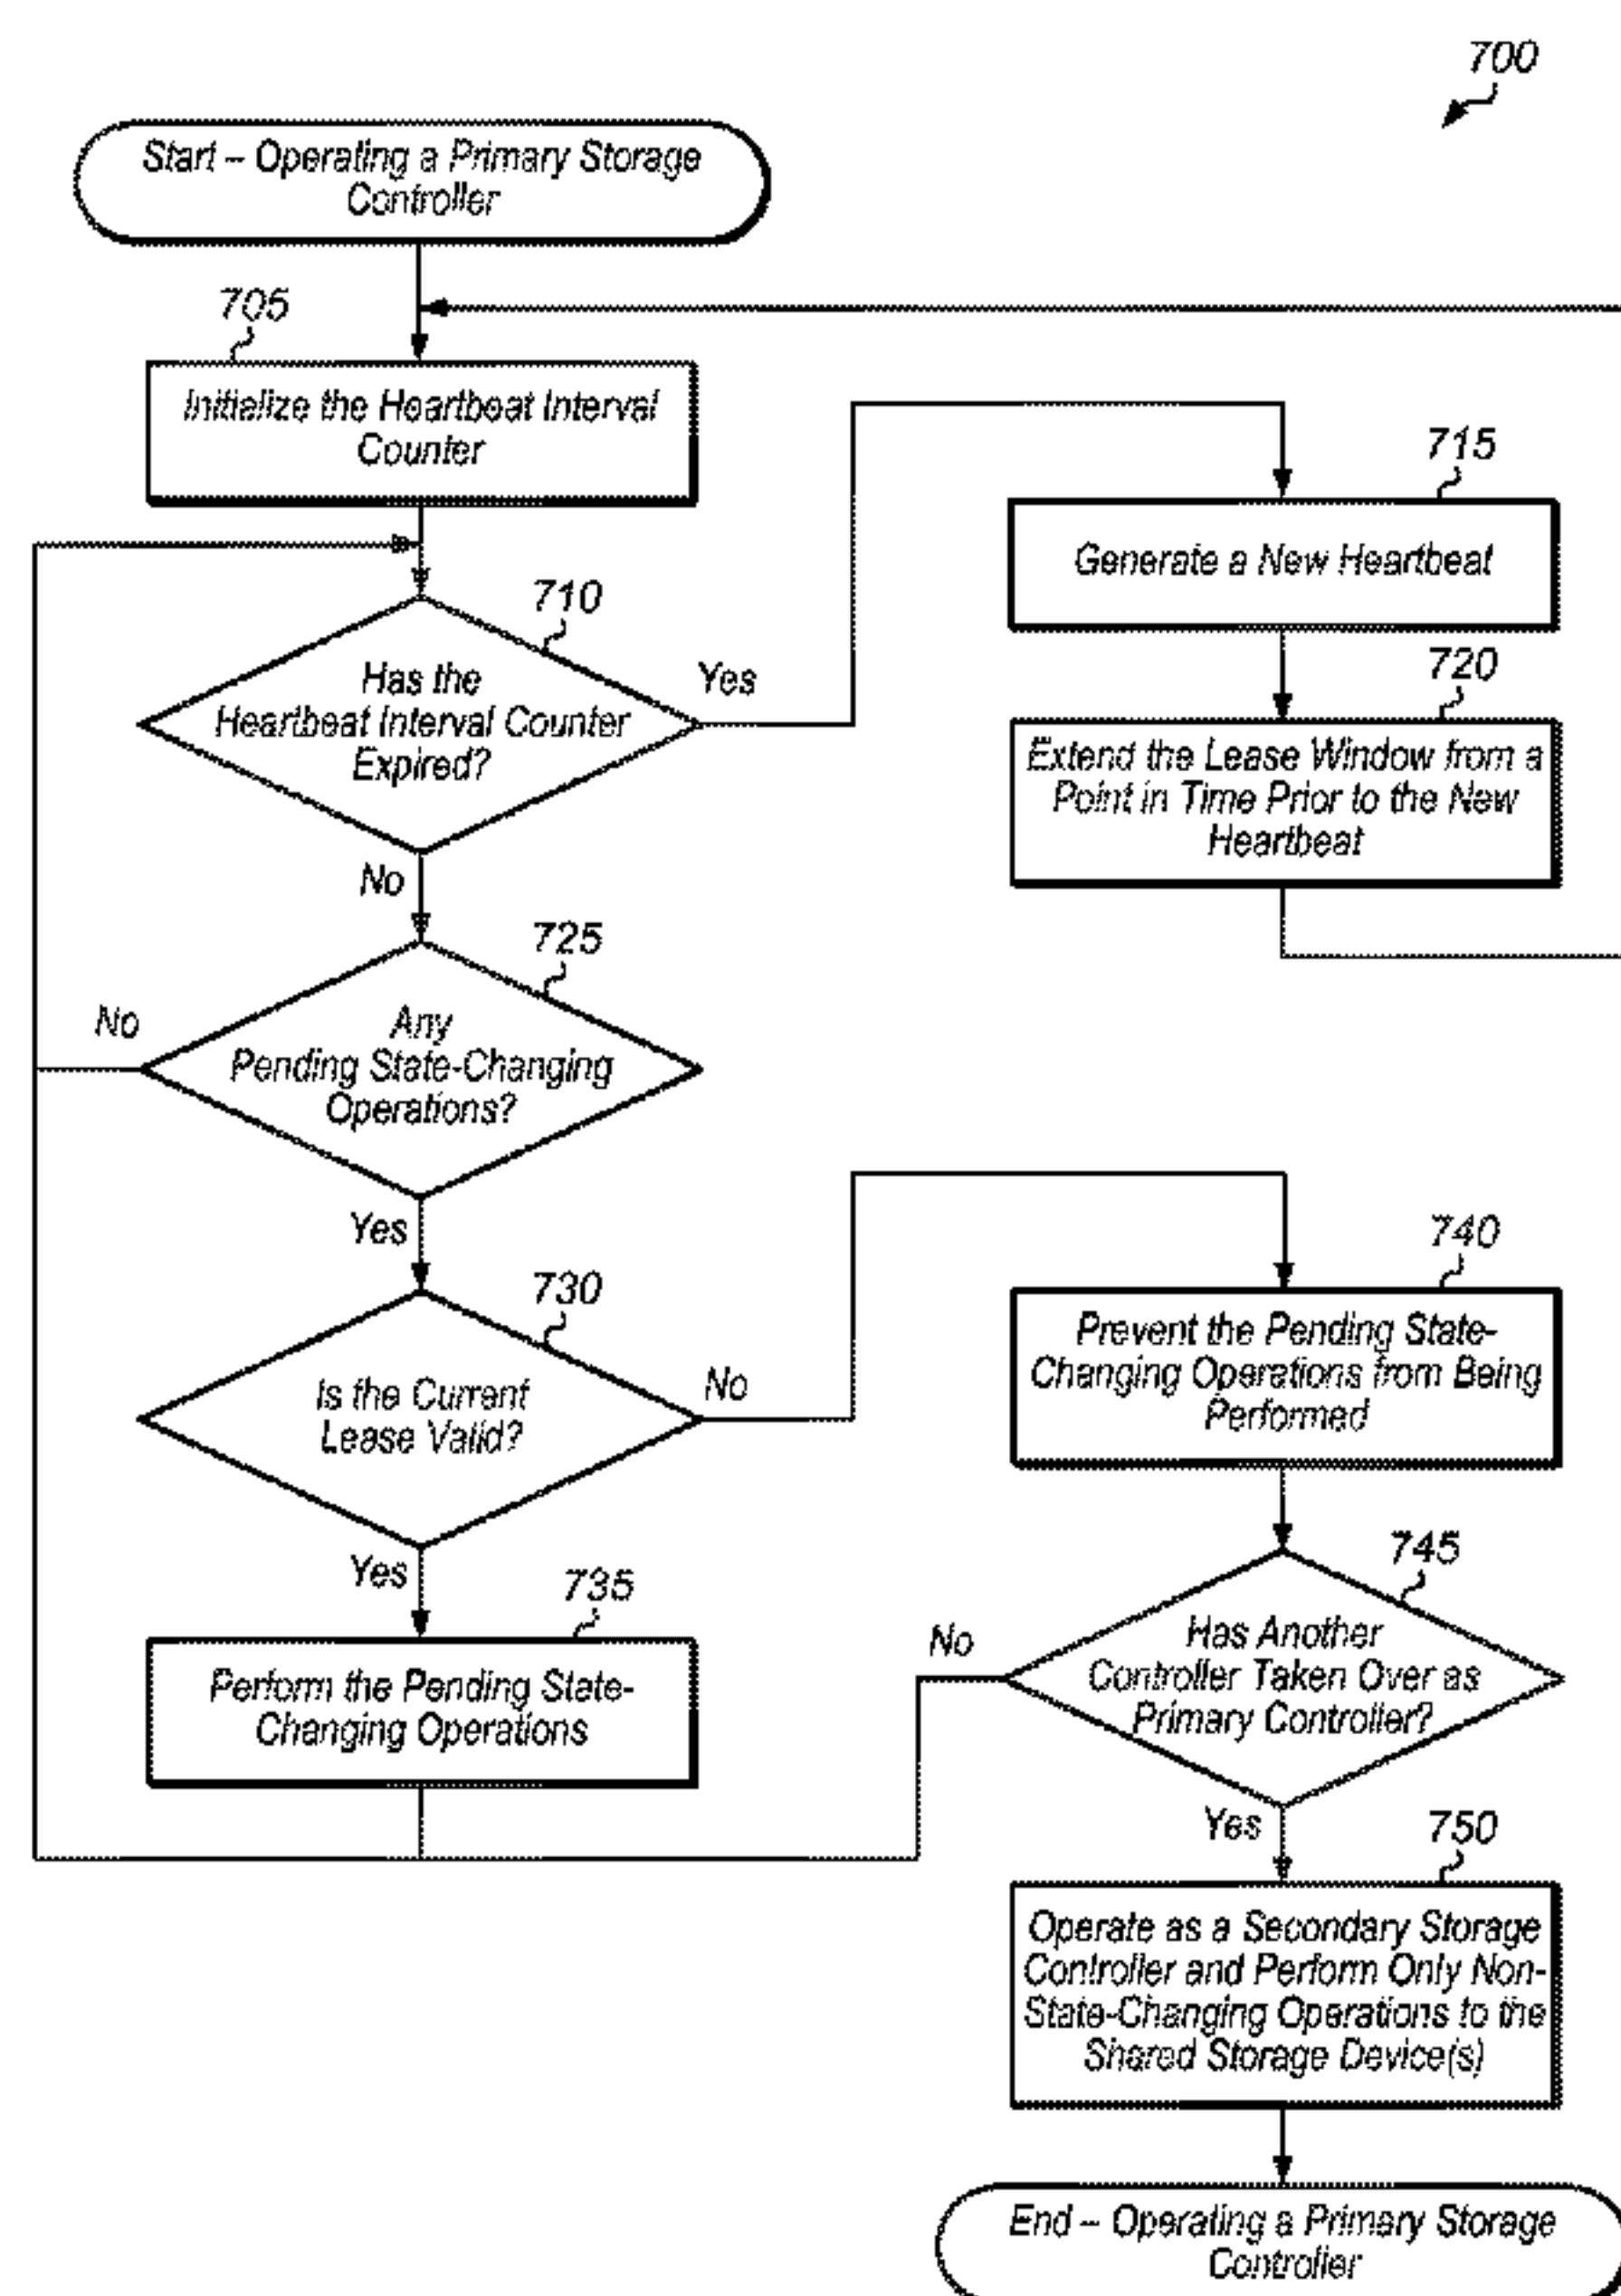 700
Start – Operating a Primary Storage
Controller
705
Initialize the Heartbeat Interval
Counter
715
Generate a New Heartbeat
710
Has the
Heartbeat Interval Counter
Expired?
Yes
No
720
Extend the Lease Window from a
Point in Time Prior to the New
Heartbeat
725
Any
Pending State-Changing
Operations?
No
Yes
730
Is the Current
Lease Valid?
No
Yes
740
Prevent the Pending State-
Changing Operations from Being
Performed
735
Perform the Pending State-
Changing Operations
745
Has Another
Controller Taken Over as
Primary Controller?
No
Yes
750
Operate as a Secondary Storage
Controller and Perform Only Non-
State-Changing Operations to the
Shared Storage Device(s)
End – Operating a Primary Storage
Controller